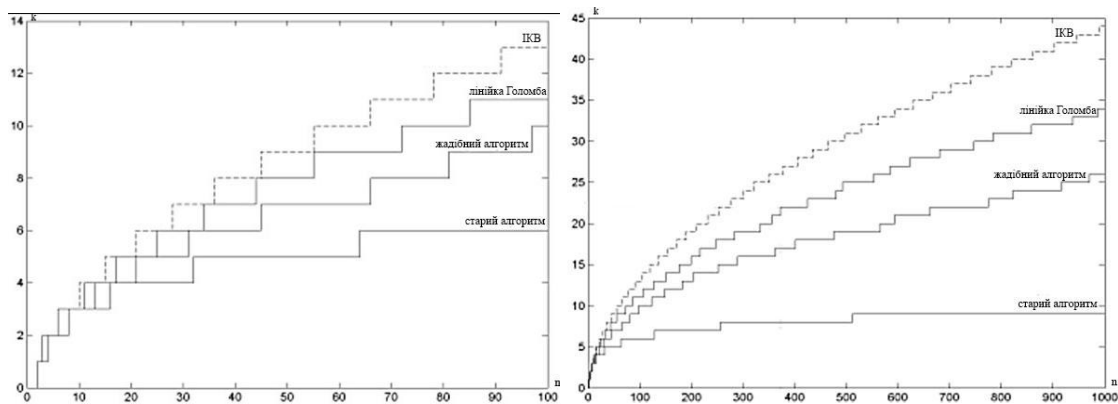 k
14
12
10
8
6
4
2
0
ІКВ
лінійка Голомба
жадібний алгоритм
старий алгоритм
0 10 20 30 40 50 60 70 80 90 100
n
k
45
40
35
30
25
20
15
10
5
0
ІКВ
лінійка Голомба
жадібний алгоритм
старий алгоритм
0 100 200 300 400 500 600 700 800 900 1000
n